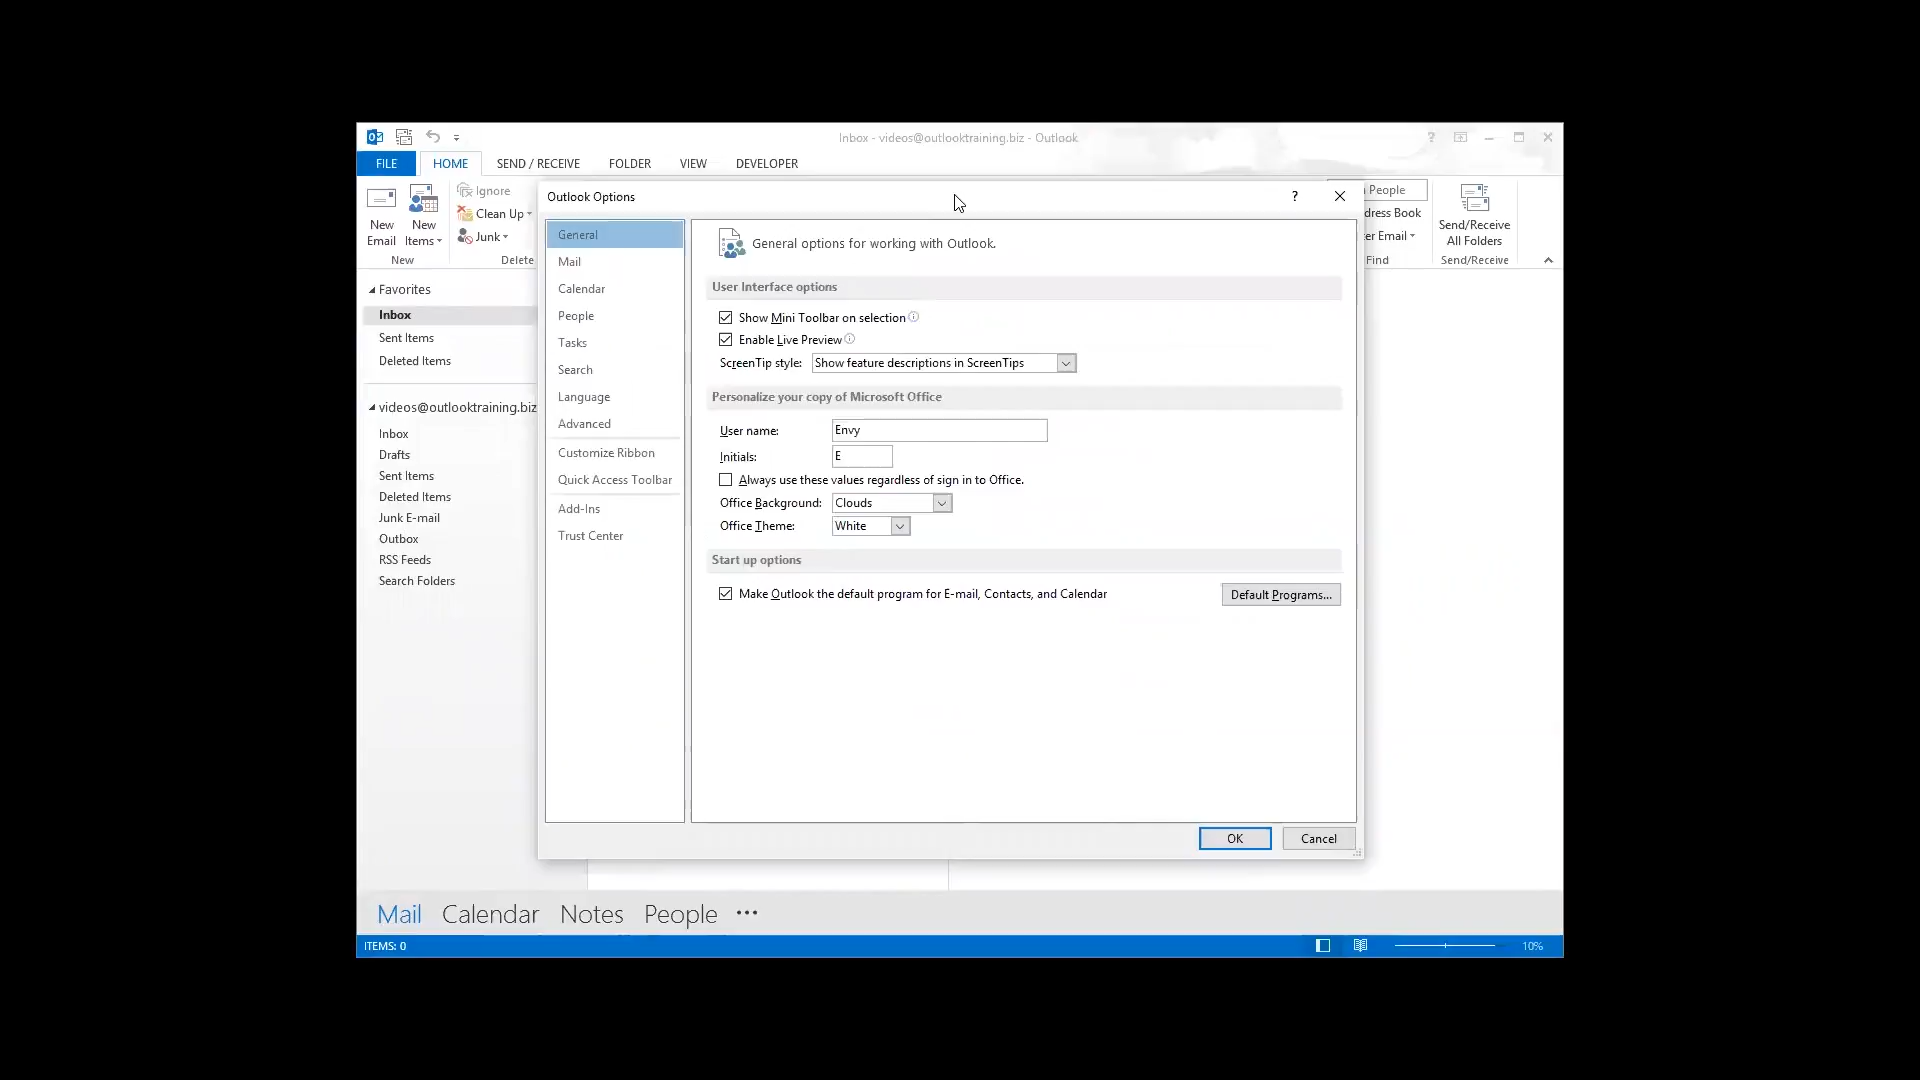 Inbox - videos@outlooktraining.biz - Outlook
FILE HOME SEND / RECEIVE FOLDER VIEW DEVELOPER
New Email
New Items
Ignore
Clean Up
Junk
New
Delete
People
dress Book
er Email
Find
Send/Receive All Folders
Send/Receive
Favorites
Inbox
Sent Items
Deleted Items
videos@outlooktraining.biz
Inbox
Drafts
Sent Items
Deleted Items
Junk E-mail
Outbox
RSS Feeds
Search Folders
Outlook Options
General
Mail
Calendar
People
Tasks
Search
Language
Advanced
Customize Ribbon
Quick Access Toolbar
Add-Ins
Trust Center
General options for working with Outlook.
User Interface options
Show Mini Toolbar on selection
Enable Live Preview
ScreenTip style: Show feature descriptions in ScreenTips
Personalize your copy of Microsoft Office
User name: Envy
Initials: E
Always use these values regardless of sign in to Office.
Office Background: Clouds
Office Theme: White
Start up options
Make Outlook the default program for E-mail, Contacts, and Calendar
Default Programs...
OK Cancel
Mail Calendar Notes People •••
ITEMS: 0
10%